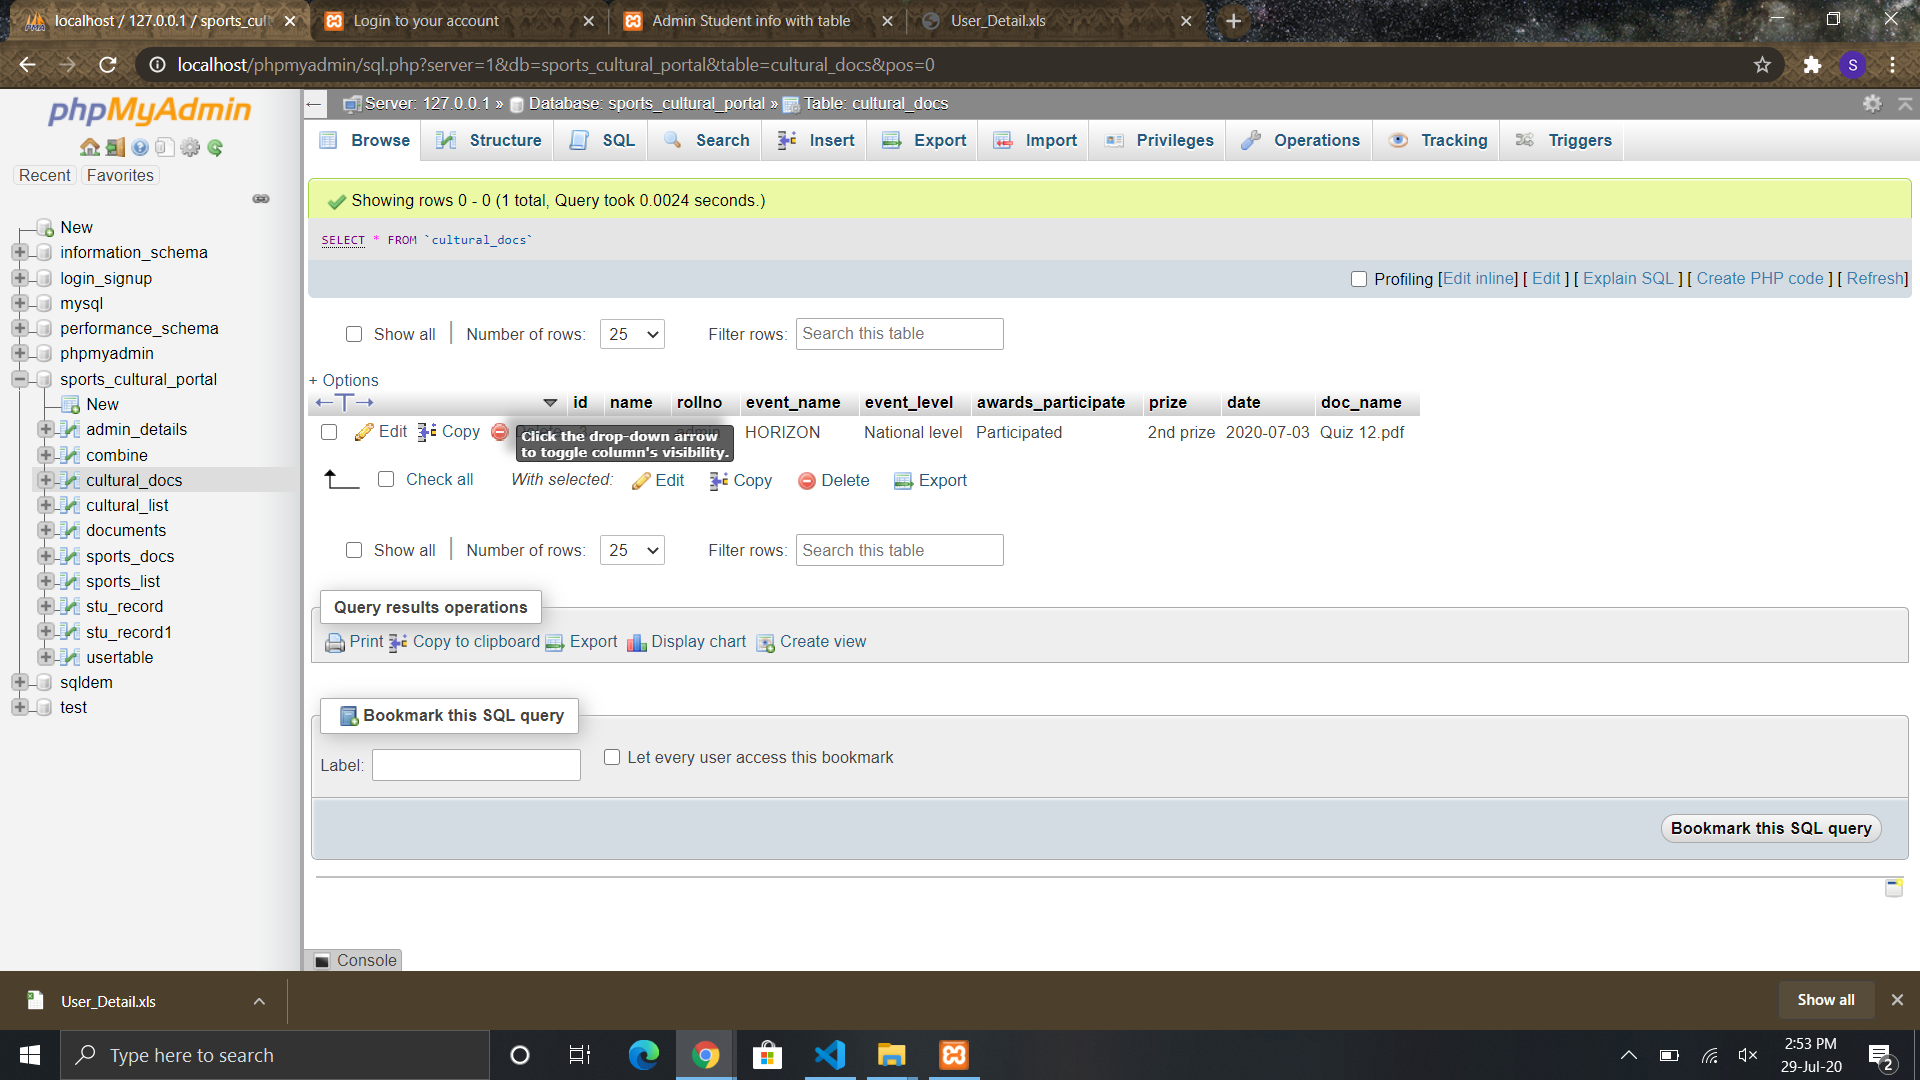 localhost / 127.0.0.1 / sports_cult
Login to your account
Admin Student info with table
User_Detail.xls
localhost/phpmyadmin/sql.php?server=1&db=sports_cultural_portal&table=cultural_docs&pos=0
S
phpMyAdmin
Recent
Favorites
New
information_schema
login_signup
mysql
performance_schema
phpmyadmin
sports_cultural_portal
New
admin_details
combine
cultural_docs
cultural_list
documents
sports_docs
sports_list
stu_record
stu_record1
usertable
sqldem
test
Server: 127.0.0.1 » Database: sports_cultural_portal » Table: cultural_docs
Browse Structure SQL Search Insert Export Import Privileges Operations Tracking Triggers
Showing rows 0 - 0 (1 total, Query took 0.0024 seconds.)
SELECT * FROM `cultural_docs`
Profiling [Edit inline] [ Edit ] [ Explain SQL ] [ Create PHP code ] [ Refresh]
Show all Number of rows: 25 Filter rows: Search this table
+ Options
id name rollno event_name event_level awards_participate prize date doc_name
Edit Copy HORIZON National level Participated 2nd prize 2020-07-03 Quiz 12.pdf
Click the drop-down arrow
to toggle column's visibility.
Check all With selected: Edit Copy Delete Export
Show all Number of rows: 25 Filter rows: Search this table
Query results operations
Print Copy to clipboard Export Display chart Create view
Bookmark this SQL query
Label: Let every user access this bookmark
Bookmark this SQL query
Console
User_Detail.xls
Show all
Type here to search
2:53 PM
29-Jul-20
2